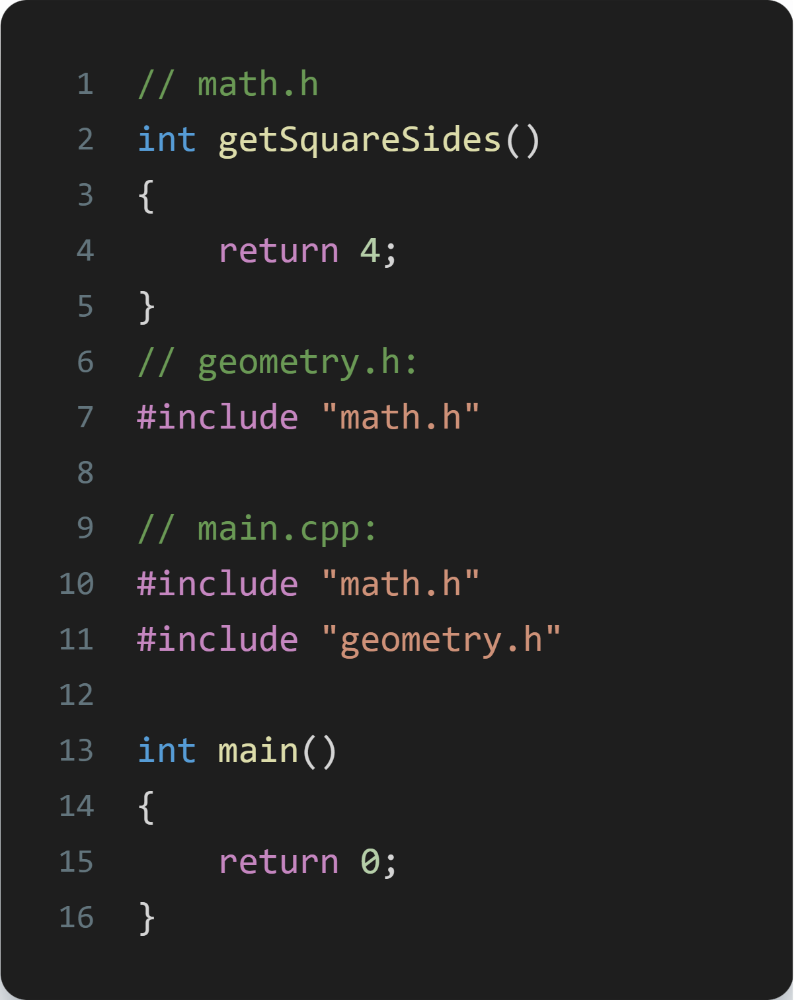 1 // math.h
2 int getSquareSides()
3 {
4     return 4;
5 }
6 // geometry.h:
7 #include "math.h"
8
9 // main.cpp:
10 #include "math.h"
11 #include "geometry.h"
12
13 int main()
14 {
15     return 0;
16 }